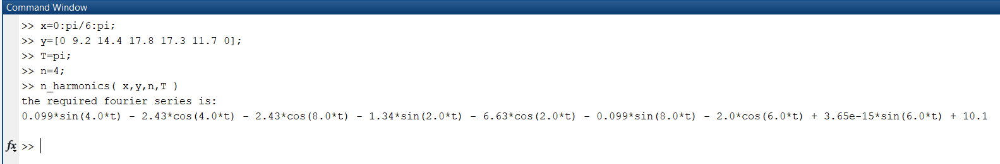 Command Window
>> x=0:pi/6:pi;
>> y=[0 9.2 14.4 17.8 17.3 11.7 0];
>> T=pi;
>> n=4;
>> n_harmonics( x,y,n,T )
the required fourier series is:
0.099*sin(4.0*t) - 2.43*cos(4.0*t) - 2.43*cos(8.0*t) - 1.34*sin(2.0*t) - 6.63*cos(2.0*t) - 0.099*sin(8.0*t) - 2.0*cos(6.0*t) + 3.65e-15*sin(6.0*t) + 10.1
fx >>